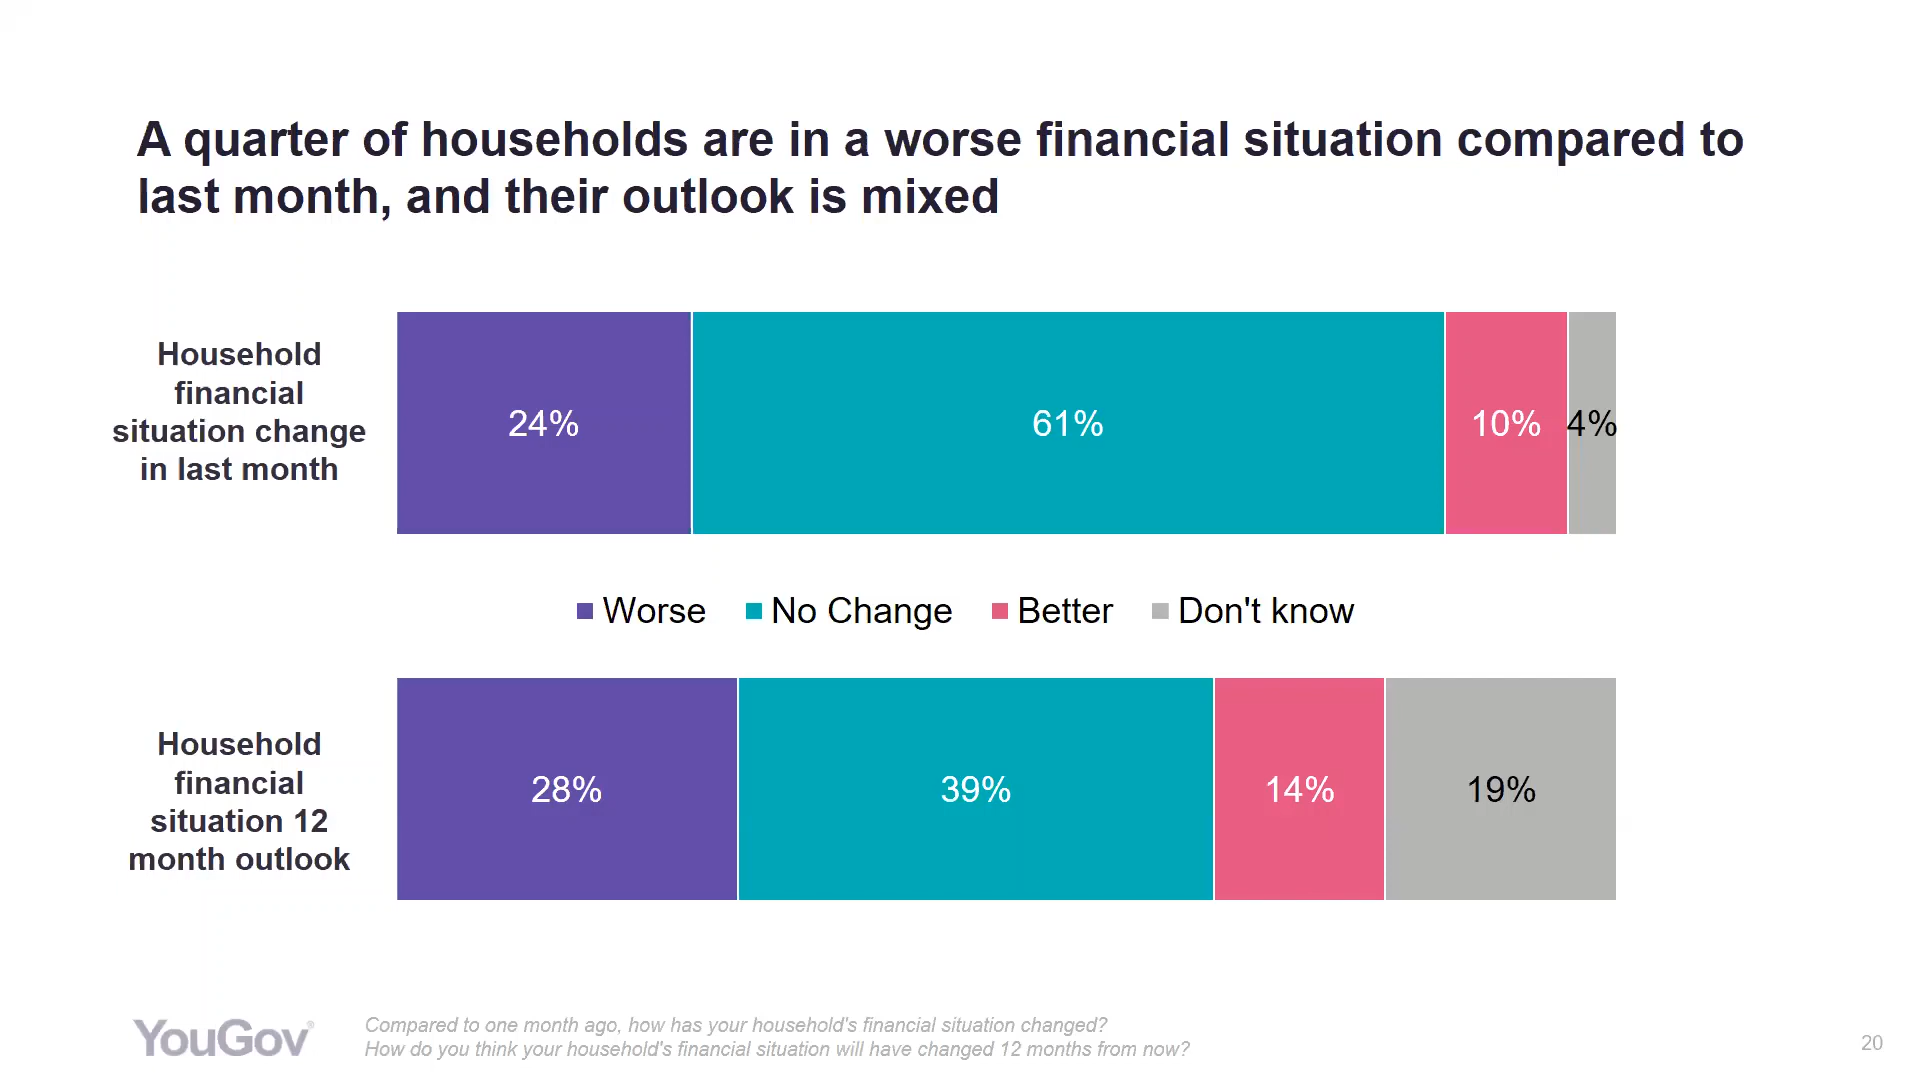 A quarter of households are in a worse financial situation compared to
last month, and their outlook is mixed
Household
financial
situation change
in last month
24%
61%
10%
4%
Worse
No Change
Better
Don't know
Household
financial
situation 12
month outlook
28%
39%
14%
19%
YouGov®
Compared to one month ago, how has your household's financial situation changed?
How do you think your household's financial situation will have changed 12 months from now?
20